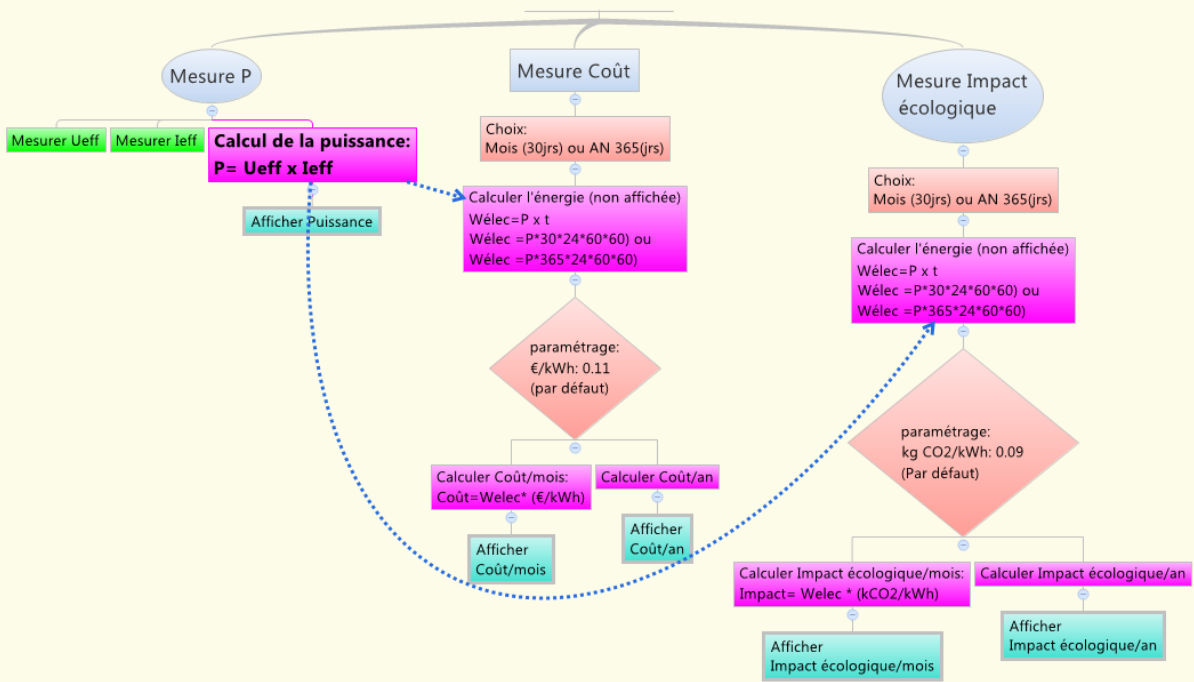 Mesure P
Mesurer Ueff
Mesurer Ieff
Calcul de la puissance:
P= Ueff x Ieff
Afficher Puissance
Mesure Coût
Choix:
Mois (30jrs) ou AN 365(jrs)
Calculer l'énergie (non affichée)
Wélec=P x t
Wélec =P*30*24*60*60) ou
Wélec =P*365*24*60*60)
paramétrage:
€/kWh: 0.11
(par défaut)
Calculer Coût/mois:
Coût=Welec* (€/kWh)
Afficher
Coût/mois
Calculer Coût/an
Afficher
Coût/an
Mesure Impact
écologique
Choix:
Mois (30jrs) ou AN 365(jrs)
Calculer l'énergie (non affichée)
Wélec=P x t
Wélec =P*30*24*60*60) ou
Wélec =P*365*24*60*60)
paramétrage:
kg CO2/kWh: 0.09
(Par défaut)
Calculer Impact écologique/mois:
Impact= Welec * (kCO2/kWh)
Afficher
Impact écologique/mois
Calculer Impact écologique/an
Afficher
Impact écologique/an